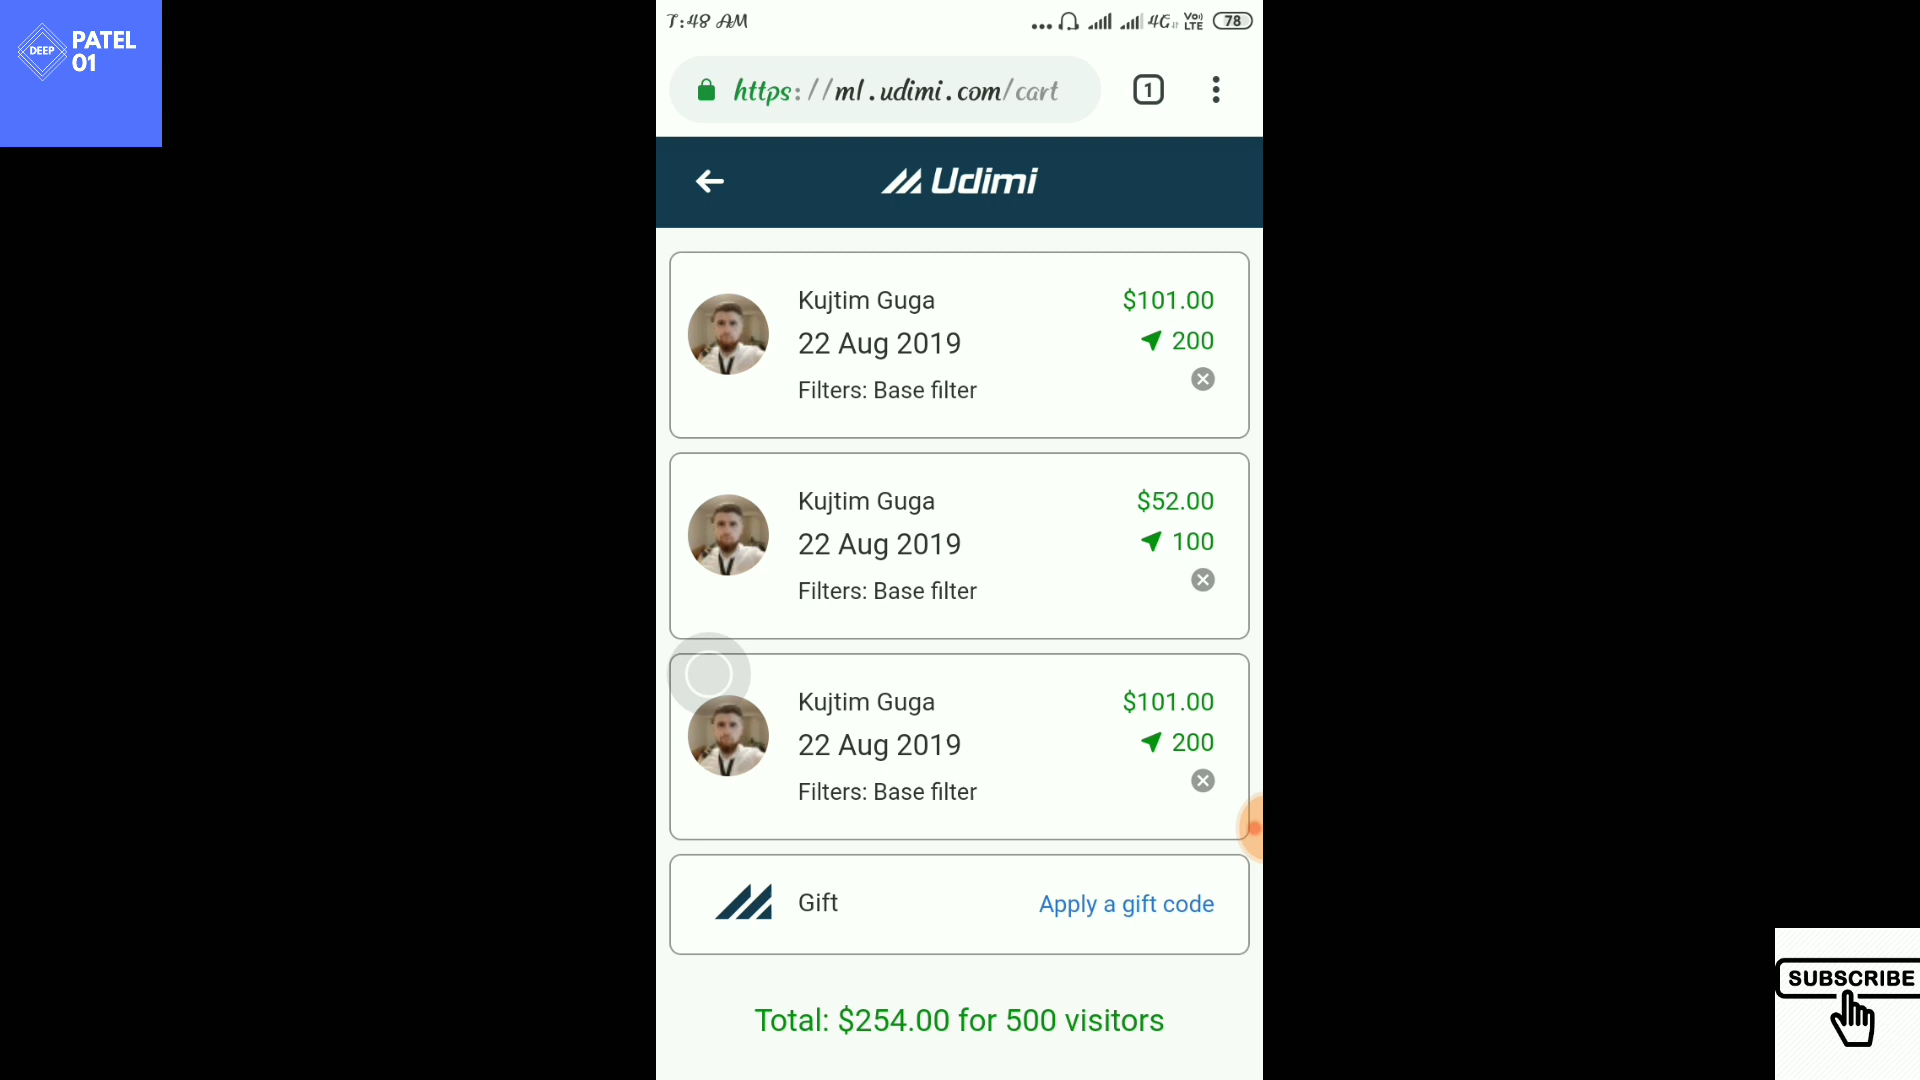 DEEP
PATEL
01
7:48 AM
4G
Vo)
LTE
78
https://ml.udimi.com/cart
1
Udimi
Kujtim Guga
$101.00
22 Aug 2019
200
Filters: Base filter
Kujtim Guga
$52.00
22 Aug 2019
100
Filters: Base filter
Kujtim Guga
$101.00
22 Aug 2019
200
Filters: Base filter
Gift
Apply a gift code
Total: $254.00 for 500 visitors
SUBSCRIBE